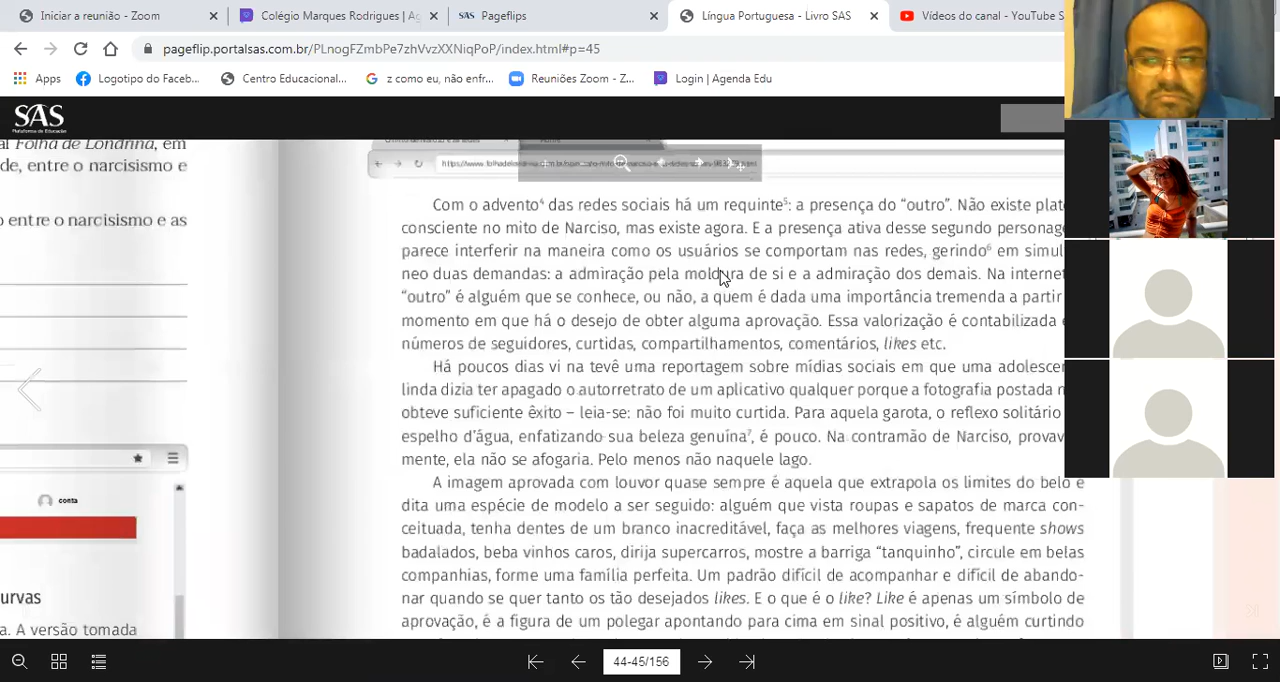 Iniciar a reunião - Zoom
Colégio Marques Rodrigues | Ag
SAS Pageflips
Língua Portuguesa - Livro SAS
Vídeos do canal - YouTube S
pageflip.portalsas.com.br/PLnogFZmbPe7zhVvzXXNiqPoP/index.html#p=45
Apps
Logotipo do Faceb...
Centro Educacional...
z como eu, não enfr...
Reuniões Zoom - Z...
Login | Agenda Edu
SAS
Plataforma de Educação
al Folha de Londrina, em
de, entre o narcisismo e
o entre o narcisismo e as
conta
urvas
a. A versão tomada
Com o advento⁴ das redes sociais há um requinte⁵: a presença do “outro”. Não existe plat
consciente no mito de Narciso, mas existe agora. E a presença ativa desse segundo personag
parece interferir na maneira como os usuários se comportam nas redes, gerindo⁶ em simul
neo duas demandas: a admiração pela moldura de si e a admiração dos demais. Na internet
“outro” é alguém que se conhece, ou não, a quem é dada uma importância tremenda a partir
momento em que há o desejo de obter alguma aprovação. Essa valorização é contabilizada
números de seguidores, curtidas, compartilhamentos, comentários, likes etc.
Há poucos dias vi na tevê uma reportagem sobre mídias sociais em que uma adolescen
linda dizia ter apagado o autorretrato de um aplicativo qualquer porque a fotografia postada n
obteve suficiente êxito – leia-se: não foi muito curtida. Para aquela garota, o reflexo solitário
espelho d’água, enfatizando sua beleza genuína⁷, é pouco. Na contramão de Narciso, provav
mente, ela não se afogaria. Pelo menos não naquele lago.
A imagem aprovada com louvor quase sempre é aquela que extrapola os limites do belo e
dita uma espécie de modelo a ser seguido: alguém que vista roupas e sapatos de marca con-
ceituada, tenha dentes de um branco inacreditável, faça as melhores viagens, frequente shows
badalados, beba vinhos caros, dirija supercarros, mostre a barriga “tanquinho”, circule em belas
companhias, forme uma família perfeita. Um padrão difícil de acompanhar e difícil de abando-
nar quando se quer tanto os tão desejados likes. E o que é o like? Like é apenas um símbolo de
aprovação, é a figura de um polegar apontando para cima em sinal positivo, é alguém curtindo
44-45/156